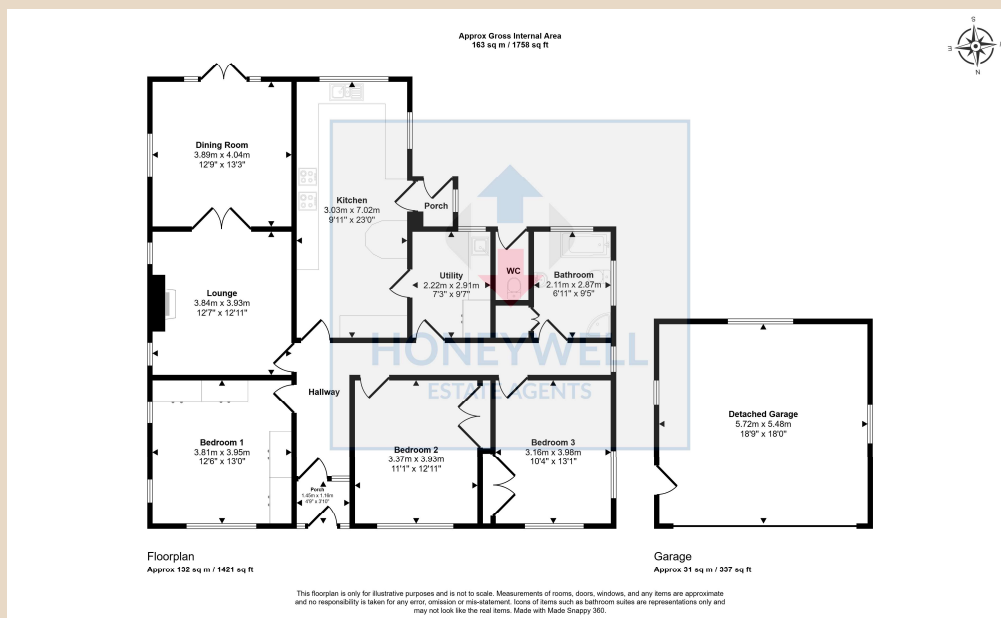 Approx Gross Internal Area
163 sq m / 1758 sq ft
S
E
N
Dining Room
3.89m x 4.04m
12'9" x 13'3"
Kitchen
3.03m x 7.02m
9'11" x 23'0"
Porch
Utility
2.22m x 2.91m
7'3" x 9'7"
WC
Bathroom
2.11m x 2.87m
6'11" x 9'5"
Lounge
3.84m x 3.93m
12'7" x 12'11"
HONEYWELL
ESTATE AGENTS
Hallway
Bedroom 1
3.81m x 3.95m
12'6" x 13'0"
Bedroom 2
3.37m x 3.93m
11'1" x 12'11"
Bedroom 3
3.16m x 3.98m
10'4" x 13'1"
Porch
1.45m x 1.16m
4'9" x 3'10"
Detached Garage
5.72m x 5.48m
18'9" x 18'0"
Floorplan
Approx 132 sq m / 1421 sq ft
Garage
Approx 31 sq m / 337 sq ft
This floorplan is only for illustrative purposes and is not to scale. Measurements of rooms, doors, windows, and any items are approximate
and no responsibility is taken for any error, omission or mis-statement. Icons of items such as bathroom suites are representations only and
may not look like the real items. Made with Made Snappy 360.